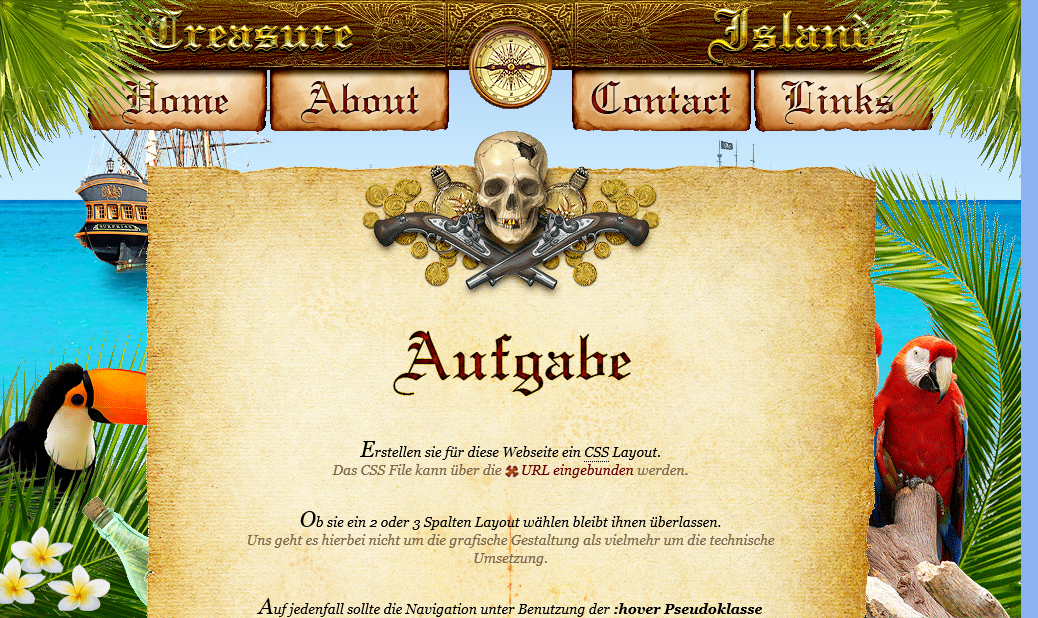 Treasure Island
Home About Contact Links
SURPRISE
Aufgabe
Erstellen sie für diese Webseite ein CSS Layout.
Das CSS File kann über die URL eingebunden werden.
Ob sie ein 2 oder 3 Spalten Layout wählen bleibt ihnen überlassen.
Uns geht es hierbei nicht um die grafische Gestaltung als vielmehr um die technische
Umsetzung.
Auf jedenfall sollte die Navigation unter Benutzung der :hover Pseudoklasse